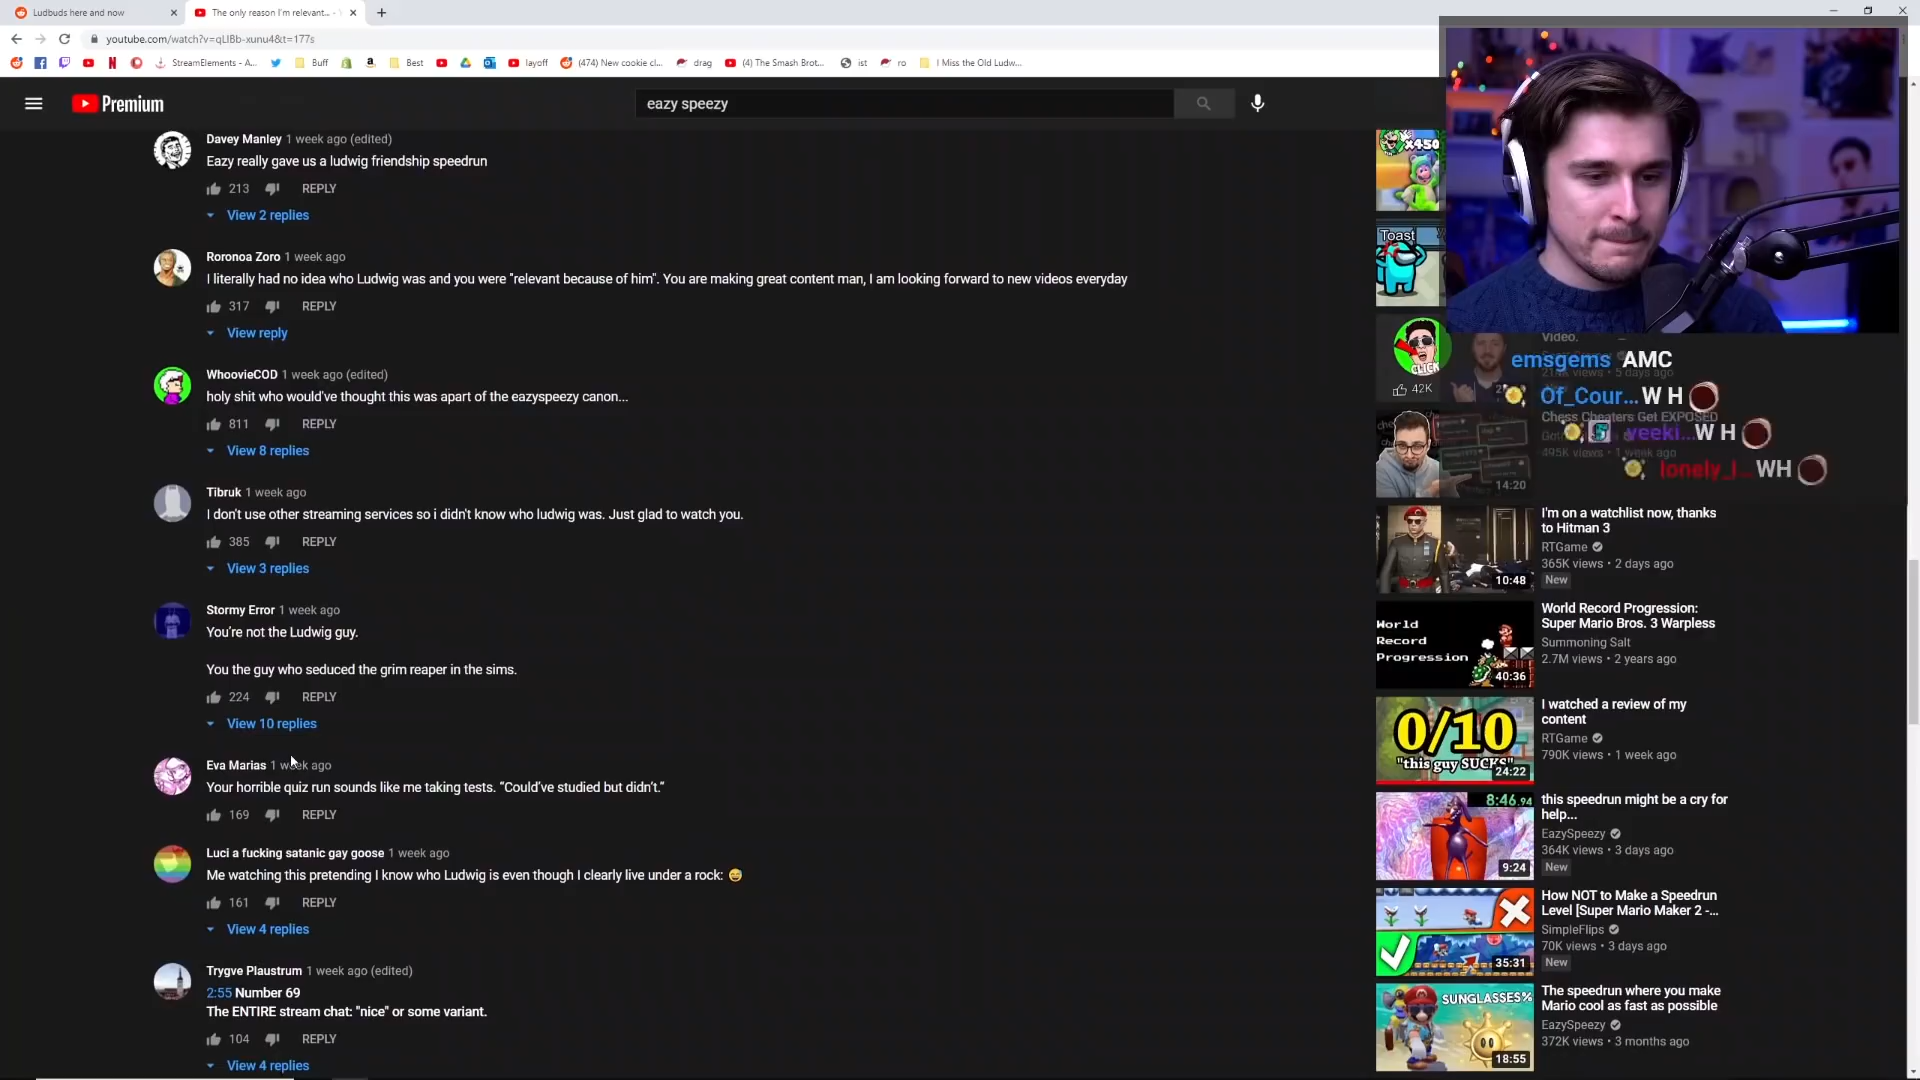 Ludbuds here and now
The only reason I'm relevant...
youtube.com/watch?v=qLlBb-xunu4&t=177s
StreamElements - A...
Buff
Best
layoff
(474) New cookie cl...
drag
(4) The Smash Brot...
ist
ro
I Miss the Old Ludw...
Premium
eazy speezy
Davey Manley 1 week ago (edited)
Eazy really gave us a ludwig friendship speedrun
213 REPLY
View 2 replies
Roronoa Zoro 1 week ago
I literally had no idea who Ludwig was and you were "relevant because of him". You are making great content man, I am looking forward to new videos everyday
317 REPLY
View reply
WhoovieCOD 1 week ago (edited)
holy shit who would've thought this was apart of the eazyspeezy canon...
811 REPLY
View 8 replies
Tibruk 1 week ago
I don't use other streaming services so i didn't know who ludwig was. Just glad to watch you.
385 REPLY
View 3 replies
Stormy Error 1 week ago
You're not the Ludwig guy.
You the guy who seduced the grim reaper in the sims.
224 REPLY
View 10 replies
Eva Marias 1 week ago
Your horrible quiz run sounds like me taking tests. “Could've studied but didn't.”
169 REPLY
Luci a fucking satanic gay goose 1 week ago
Me watching this pretending I know who Ludwig is even though I clearly live under a rock: 😅
161 REPLY
View 4 replies
Trygve Plaustrum 1 week ago (edited)
2:55 Number 69
The ENTIRE stream chat: "nice" or some variant.
104 REPLY
View 4 replies
X450
Toast
CLICK
42K
Video.
5 days ago
emsgems AMC
Of_Cour... W H
Chess Cheaters Get EXPOSED
veeki... W H
495K views • 1 week ago
lonely_l... WH
14:20
I'm on a watchlist now, thanks
to Hitman 3
RTGame
365K views • 2 days ago
New
10:48
World
Record
Progression
40:36
World Record Progression:
Super Mario Bros. 3 Warpless
Summoning Salt
2.7M views • 2 years ago
0/10
"this guy SUCKS"
24:22
I watched a review of my
content
RTGame
790K views • 1 week ago
8:46.94
9:24
this speedrun might be a cry for
help...
EazySpeezy
364K views • 3 days ago
New
35:31
How NOT to Make a Speedrun
Level [Super Mario Maker 2 -...
SimpleFlips
70K views • 3 days ago
New
SUNGLASSES%
18:55
The speedrun where you make
Mario cool as fast as possible
EazySpeezy
372K views • 3 months ago